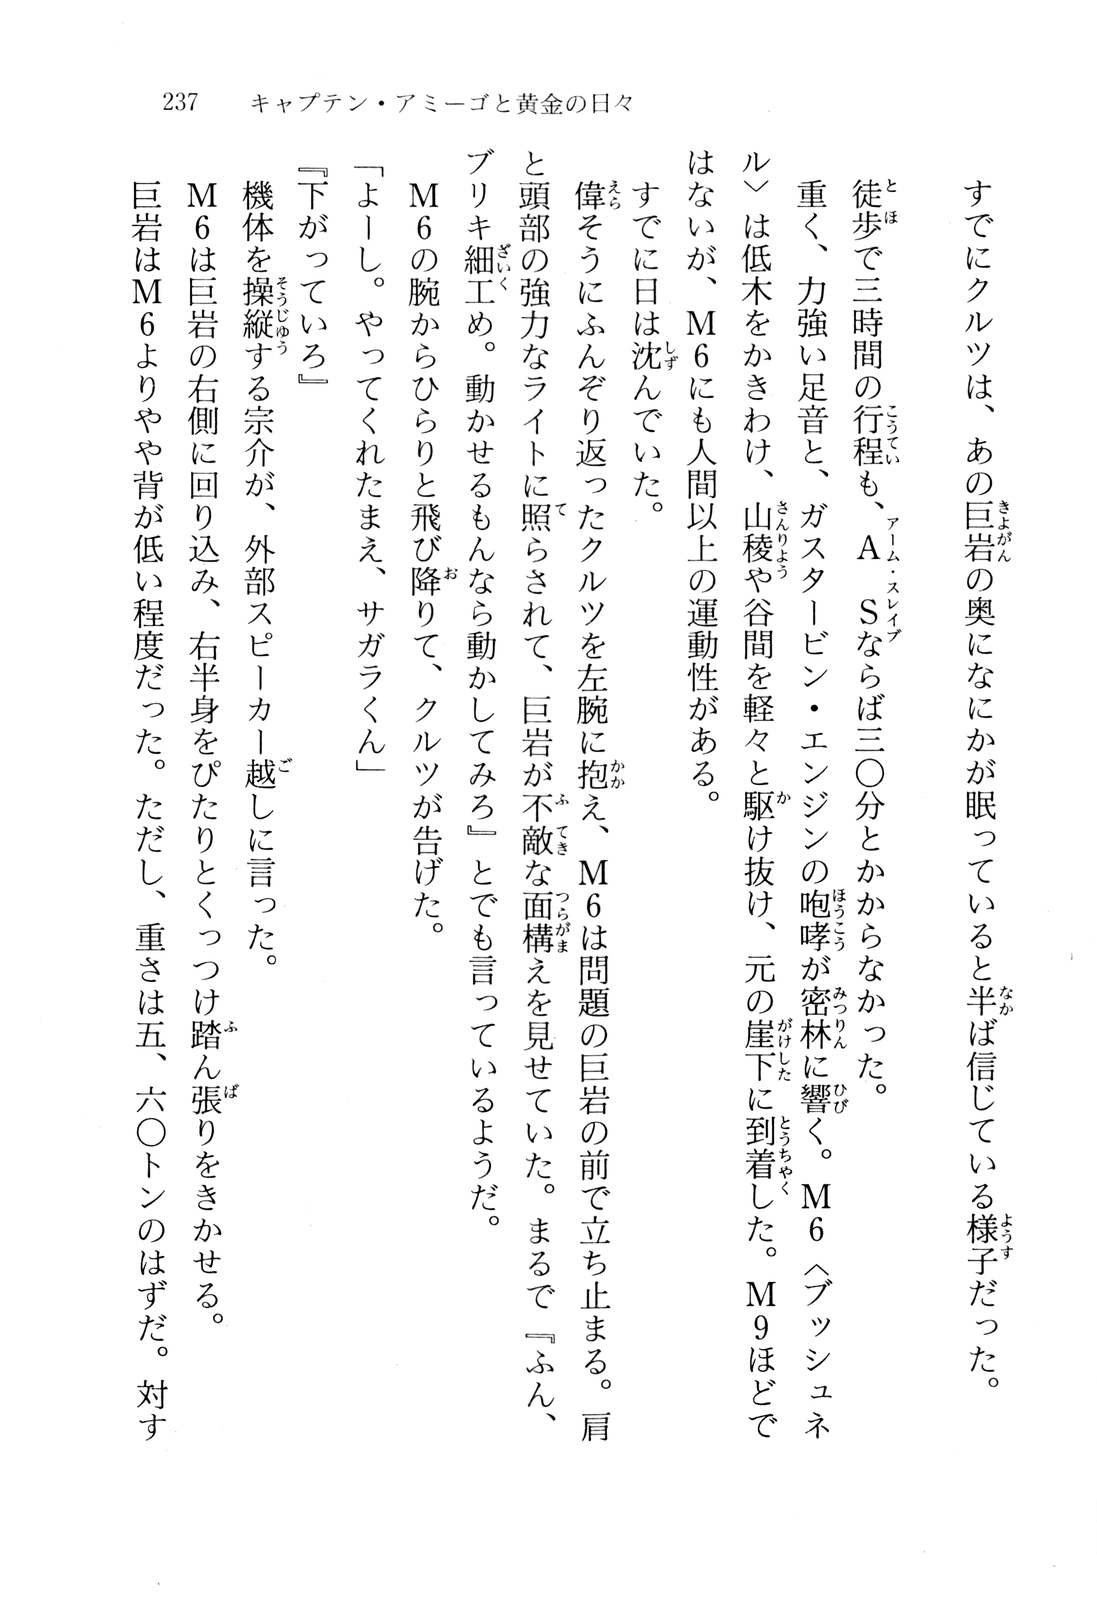 237　キャプテン・アミーゴと黄金の日々
すでにクルツは、あの巨岩の奥になにかが眠っていると半ば信じている様子だった。
徒歩で三時間の行程も、ＡＳならば三〇分とかからなかった。
重く、力強い足音と、ガスタービン・エンジンの咆哮が密林に響く。Ｍ６〈ブッシュネ
ル〉は低木をかきわけ、山稜や谷間を軽々と駆け抜け、元の崖下に到着した。Ｍ９ほどで
はないが、Ｍ６にも人間以上の運動性がある。
すでに日は沈んでいた。
偉そうにふんぞり返ったクルツを左腕に抱え、Ｍ６は問題の巨岩の前で立ち止まる。肩
と頭部の強力なライトに照らされて、巨岩が不敵な面構えを見せていた。まるで『ふん、
ブリキ細工め。動かせるもんなら動かしてみろ』とでも言っているようだ。
Ｍ６の腕からひらりと飛び降りて、クルツが告げた。
「よーし。やってくれたまえ、サガラくん」
『下がっていろ』
機体を操縦する宗介が、外部スピーカー越しに言った。
Ｍ６は巨岩の右側に回り込み、右半身をぴたりとくっつけ踏ん張りをきかせる。
巨岩はＭ６よりやや背が低い程度だった。ただし、重さは五、六〇トンのはずだ。対す